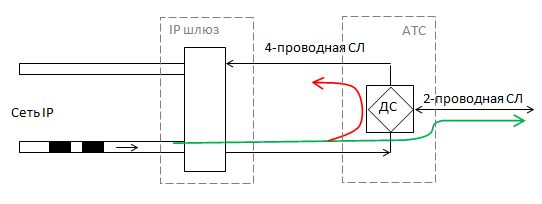 IP шлюз
АТС
4-проводная СЛ
2-проводная СЛ
ДС
Сеть IP